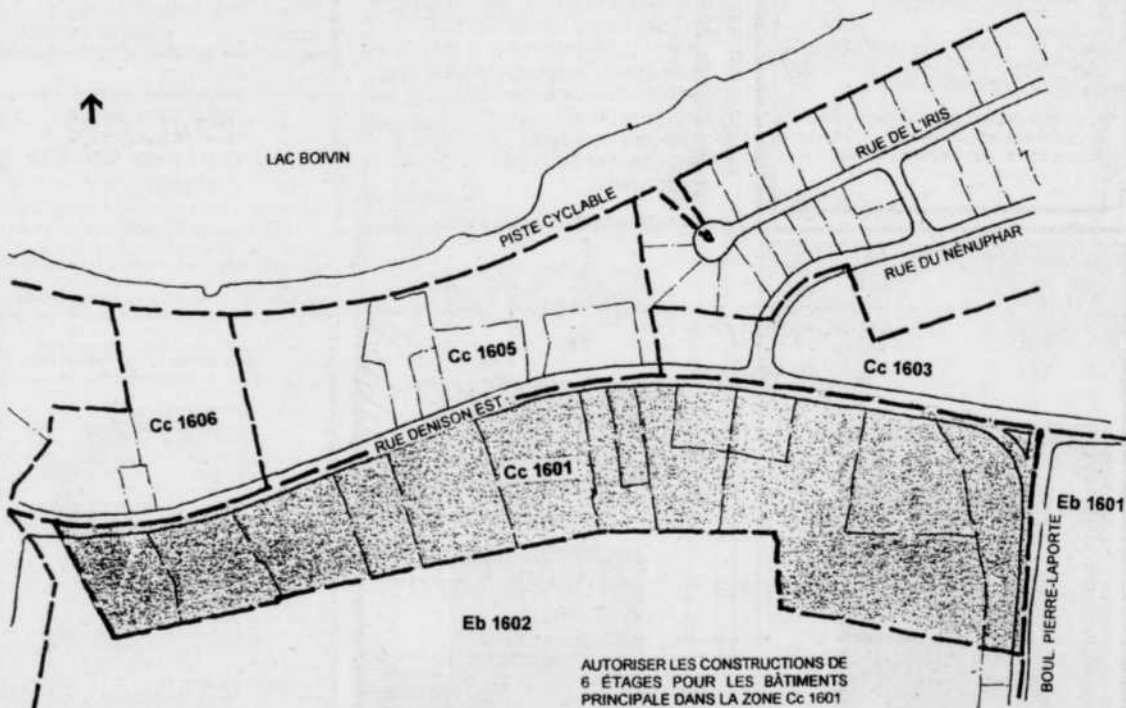 LAC BOIVIN
RUE DE L'IRIS
PISTE CYCLABLE
RUE DU NÉNUPHAR
Cc 1605
Cc 1603
Cc 1606
RUE DENISON EST
Cc 1601
Eb 1601
BOUL PIERRE-LAPORTE
Eb 1602
AUTORISER LES CONSTRUCTIONS DE
6 ÉTAGES POUR LES BÂTIMENTS
PRINCIPALE DANS LA ZONE Cc 1601